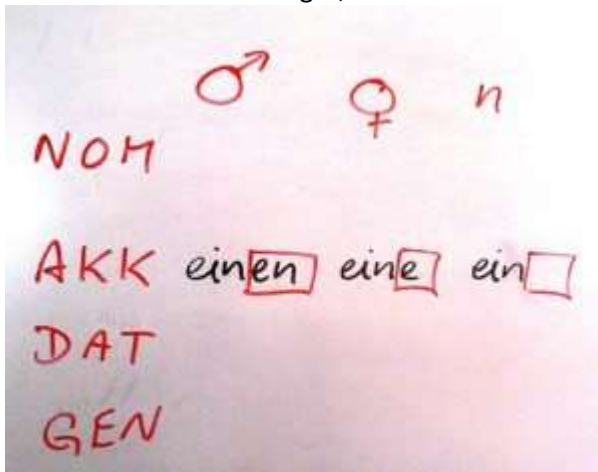 ♂ ♀ n
NOM
AKK einen eine ein
DAT
GEN